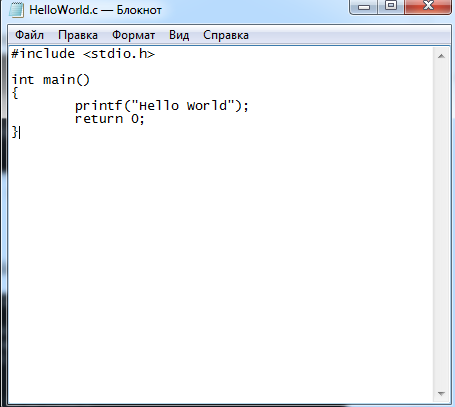 HelloWorld.c — Блокнот
Файл Правка Формат Вид Справка
#include <stdio.h>
int main()
{
        printf("Hello World");
        return 0;
}